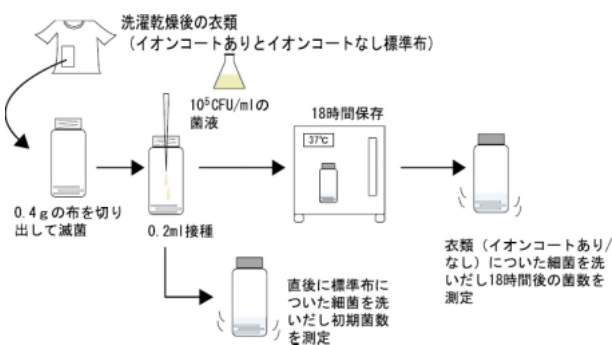 洗濯乾燥後の衣類
（イオンコートありとイオンコートなし標準布）
10⁵CFU/mlの
菌液
18時間保存
37℃
0.4ｇの布を切り
出して滅菌
0.2ml接種
直後に標準布に
ついた細菌を洗
いだし初期菌数
を測定
衣類（イオンコートあり/
なし）についた細菌を洗
いだし18時間後の菌数を
測定